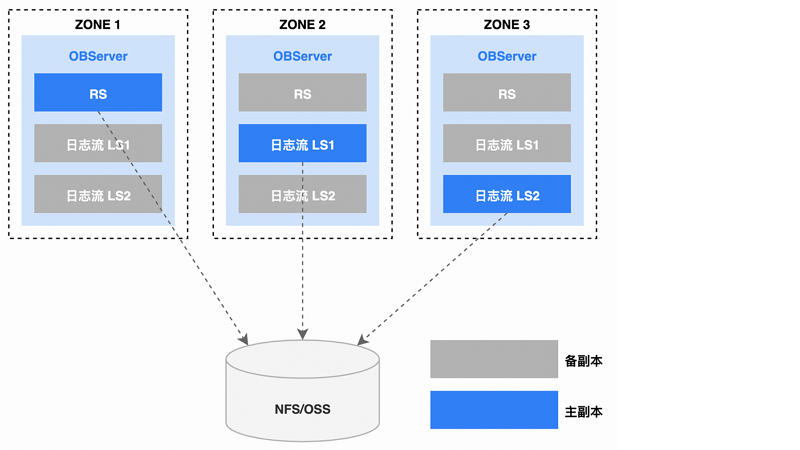 ZONE 1
OBServer
RS
日志流 LS1
日志流 LS2
ZONE 2
OBServer
RS
日志流 LS1
日志流 LS2
ZONE 3
OBServer
RS
日志流 LS1
日志流 LS2
NFS/OSS
备副本
主副本